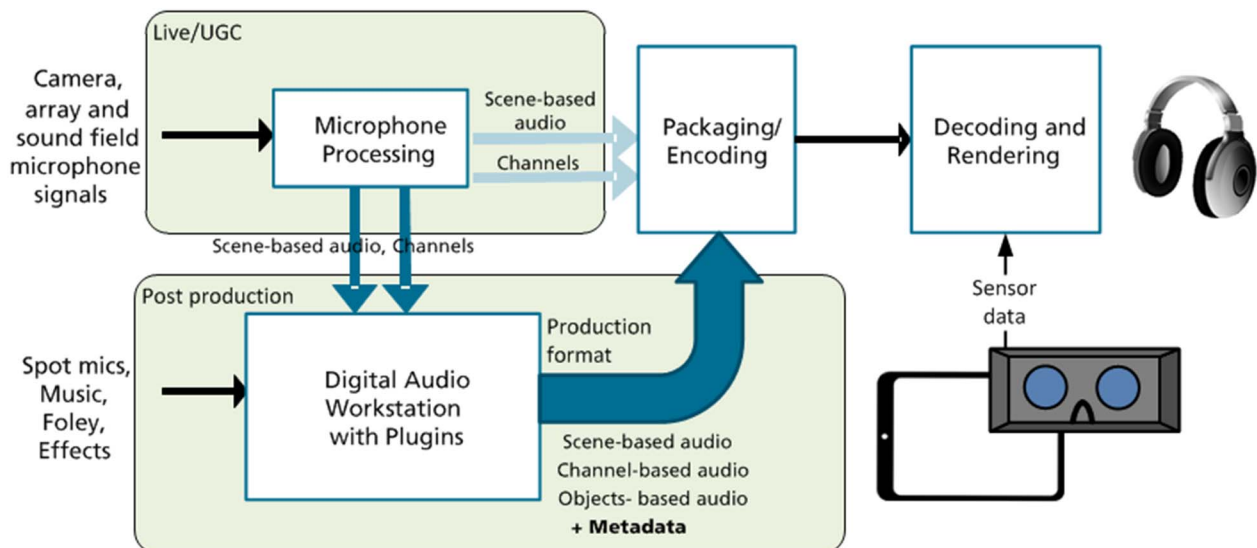 Live/UGC
Camera,
array and
sound field
microphone
signals
Microphone
Processing
Scene-based
audio
Channels
Packaging/
Encoding
Decoding and
Rendering
Scene-based audio, Channels
Sensor
data
Post production
Spot mics,
Music,
Foley,
Effects
Digital Audio
Workstation
with Plugins
Production
format
Scene-based audio
Channel-based audio
Objects- based audio
+ Metadata